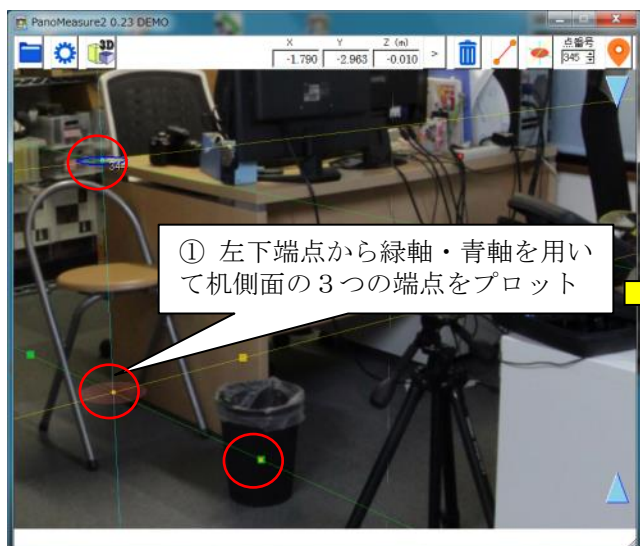 PanoMeasure2 0.23 DEMO
3D
X Y Z (m)
-1.790 -2.963 -0.010 >
点番号
345
① 左下端点から緑軸・青軸を用い
て机側面の３つの端点をプロット